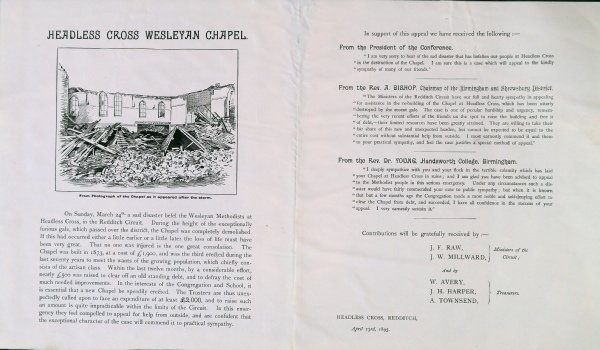 HEADLESS CROSS WESLEYAN CHAPEL.
From Photograph of the Chapel as it appeared after the storm.
On Sunday, March 24th a sad disaster befel the Wesleyan Methodists at
Headless Cross, in the Redditch Circuit. During the height of the exceptionally
furious gale, which passed over the district, the Chapel was completely demolished.
If this had occurred either a little earlier or a little later the loss of life must have
been very great. That no one was injured is the one great consolation. The
Chapel was built in 1873, at a cost of £1,900, and was the third erected during the
last seventy years to meet the wants of the growing population, which chiefly con-
sists of the artisan class. Within the last twelve months, by a considerable effort,
nearly £500 was raised to clear off an old standing debt, and to defray the cost of
much needed improvements. In the interests of the Congregation and School, it
is essential that a new Chapel be speedily erected. The Trustees are thus unex-
pectedly called upon to face an expenditure of at least £2,000, and to raise such
an amount is quite impracticable within the limits of the Circuit. In this emer-
gency they feel compelled to appeal for help from outside, and are confident that
the exceptional character of the case will commend it to practical sympathy.
In support of this appeal we have received the following :—
From the President of the Conference.
"I am very sorry to hear of the sad disaster that has befallen our people at Headless Cross
"in the destruction of the Chapel. I am sure this is a case which will appeal to the kindly
"sympathy of many of our friends."
From the Rev. A. BISHOP, Chairman of the Birmingham and Shrewsbury District.
"The Ministers of the Redditch Circuit have our full and hearty sympathy in appealing
"for assistance in the re-building of the Chapel at Headless Cross, which has been utterly
"destroyed by the recent gale. The case is one of peculiar hardship and urgency, remem-
"bering the very recent efforts of the friends on the spot to raise the building and free it
"of debt,—their limited resources have been greatly strained. They are willing to take their
"fair share of this new and unexpected burden, but cannot be expected to be equal to the
"entire cost without substantial help from outside. I most earnestly commend it and them
"to your practical sympathy, and feel the case justifies a special method of appeal."
From the Rev. Dr. YOUNG, Handsworth College, Birmingham.
"I deeply sympathise with you and your flock in the terrible calamity which has laid
"your Chapel at Headless Cross in ruins; and I am glad you have been advised to appeal
"to the Methodist people in this serious emergency. Under any circumstances such a dis-
"aster would have fairly commended your case to public sympathy; but when it is known
"that but a few months ago the Congregation made a most noble and self-denying effort to
"clear the Chapel from debt, and succeeded, I have all confidence in the success of your
"appeal. I very earnestly sustain it."
Contributions will be gratefully received by :—
J. F. RAW,
J. W. MILLWARD,
Ministers of the
Circuit;
And by
W. AVERY,
J. H. HARPER,
A. TOWNSEND,
Treasurers.
HEADLESS CROSS, REDDITCH,
April 23rd, 1895.